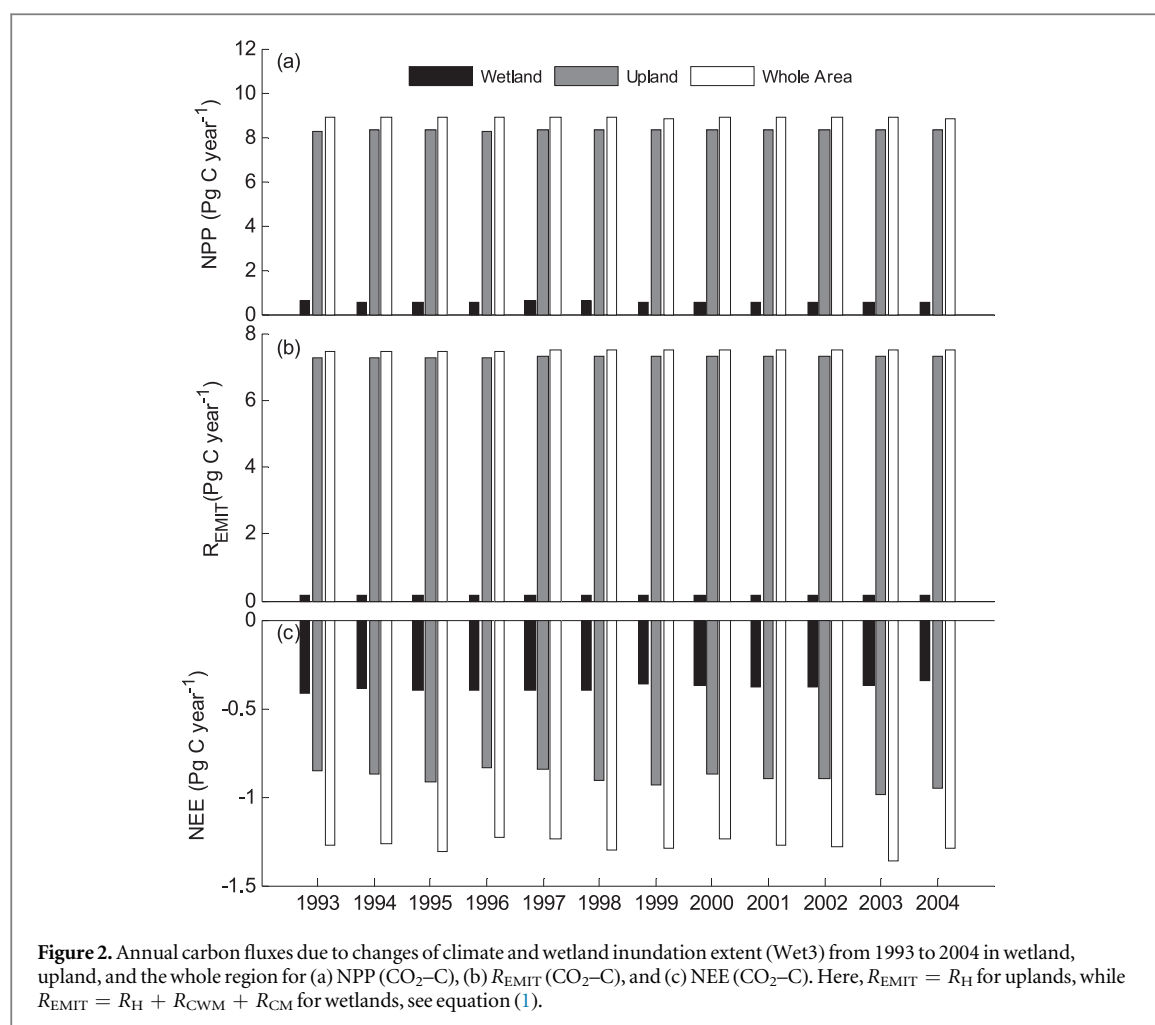 (a)
Wetland Upland Whole Area
12
10
8
6
4
2
0
NPP (Pg C year-1)
(b)
8
6
4
2
0
REMIT(Pg C year-1)
(c)
0
-0.5
-1
-1.5
NEE (Pg C year-1)
1993 1994 1995 1996 1997 1998 1999 2000 2001 2002 2003 2004
Figure 2. Annual carbon fluxes due to changes of climate and wetland inundation extent (Wet3) from 1993 to 2004 in wetland,
upland, and the whole region for (a) NPP (CO2–C), (b) REMIT (CO2–C), and (c) NEE (CO2–C). Here, REMIT = RH for uplands, while
REMIT = RH + RCWM + RCM for wetlands, see equation (1).